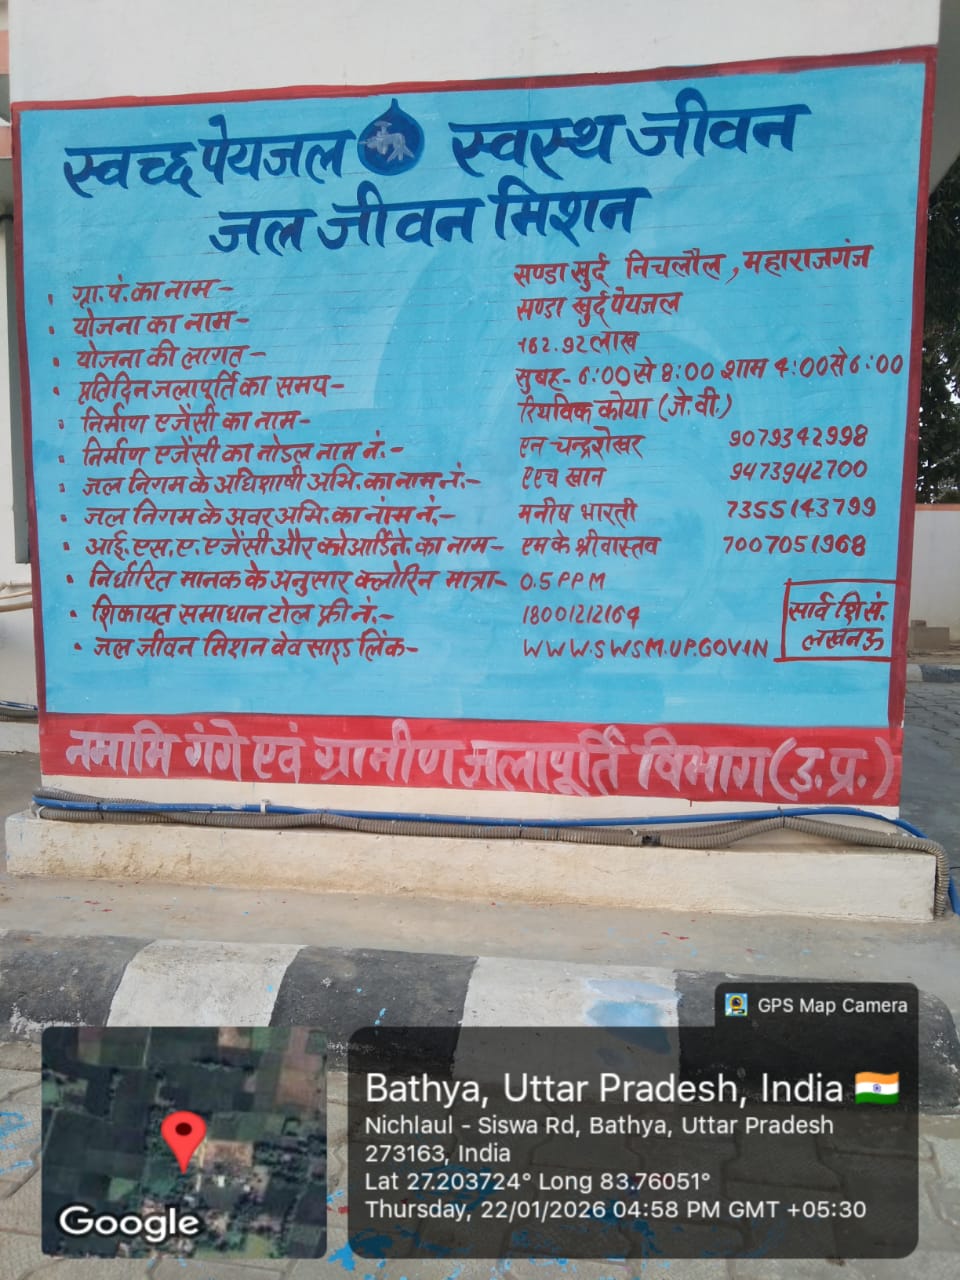 स्वच्छ पेयजल स्वस्थ जीवन
जल जीवन मिशन
ग्रा.पं. का नाम- सण्डा खुर्द निचलौल, महाराजगंज
योजना का नाम- सण्डा खुर्द पेयजल
योजना की लागत- 162.92 लाख
प्रतिदिन जलापूर्ति का समय- सुबह- 6:00 से 8:00 शाम 4:00 से 6:00
निर्माण एजेंसी का नाम- रियविक कोया (जे.वी.)
निर्माण एजेंसी का नोडल नाम नं.- एन चन्द्रशेखर 9079342998
जल निगम के अधिशाषी अभि. का नाम नं.- एएच खान 9473942700
जल निगम के अवर अभि. का नाम नं.- मनीष भारती 7355143799
आई.एस.ए. एजेंसी और कोआर्डिने. का नाम- एम के श्रीवास्तव 7007051968
निर्धारित मानक के अनुसार क्लोरिन मात्रा- 0.5 PPM
शिकायत समाधान टोल फ्री नं.- 18001212164
जल जीवन मिशन वेव साइड लिंक- WWW.SWSM.UP.GOV.IN
सार्व शि सं.
लखनऊ
नमामि गंगे एवं ग्रामीण जलापूर्ति विभाग (उ.प्र.)
GPS Map Camera
Bathya, Uttar Pradesh, India
Nichlaul - Siswa Rd, Bathya, Uttar Pradesh
273163, India
Lat 27.203724° Long 83.76051°
Thursday, 22/01/2026 04:58 PM GMT +05:30
Google